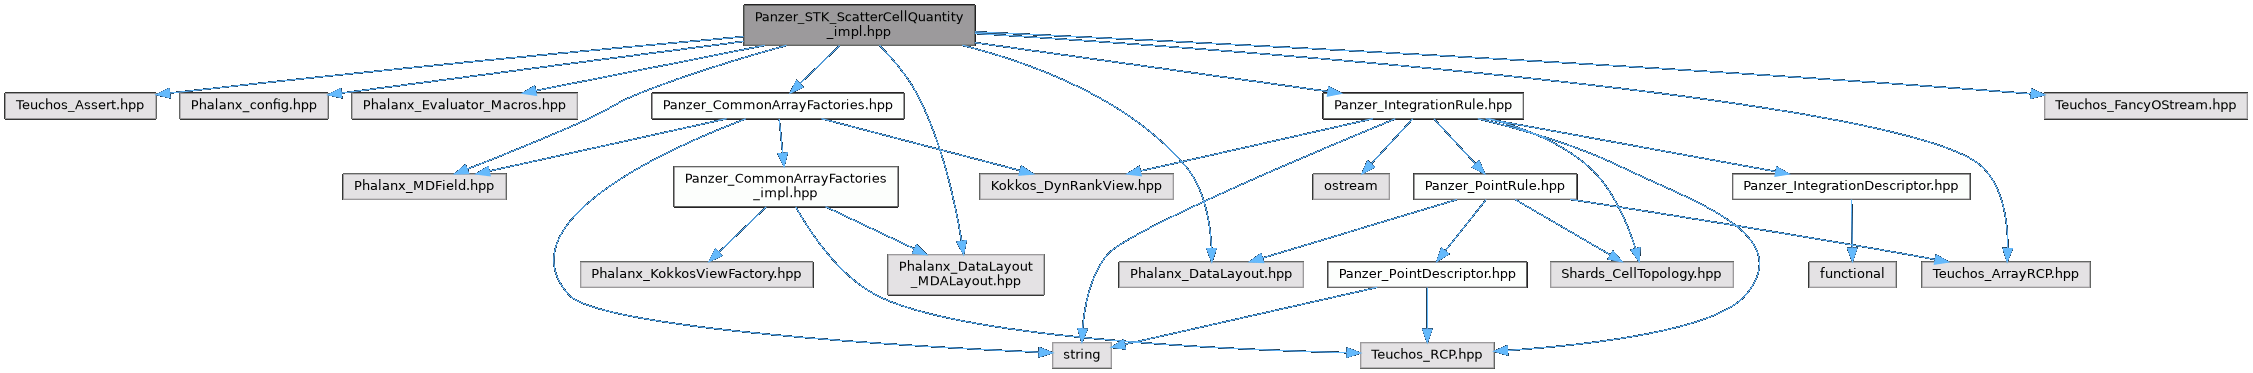 Panzer_STK_ScatterCellQuantity
_impl.hpp
Teuchos_Assert.hpp
Phalanx_config.hpp
Phalanx_Evaluator_Macros.hpp
Panzer_CommonArrayFactories.hpp
Panzer_IntegrationRule.hpp
Teuchos_FancyOStream.hpp
Phalanx_MDField.hpp
Panzer_CommonArrayFactories
_impl.hpp
Kokkos_DynRankView.hpp
ostream
Panzer_PointRule.hpp
Panzer_IntegrationDescriptor.hpp
Phalanx_KokkosViewFactory.hpp
Phalanx_DataLayout
_MDALayout.hpp
Phalanx_DataLayout.hpp
Panzer_PointDescriptor.hpp
Shards_CellTopology.hpp
functional
Teuchos_ArrayRCP.hpp
string
Teuchos_RCP.hpp